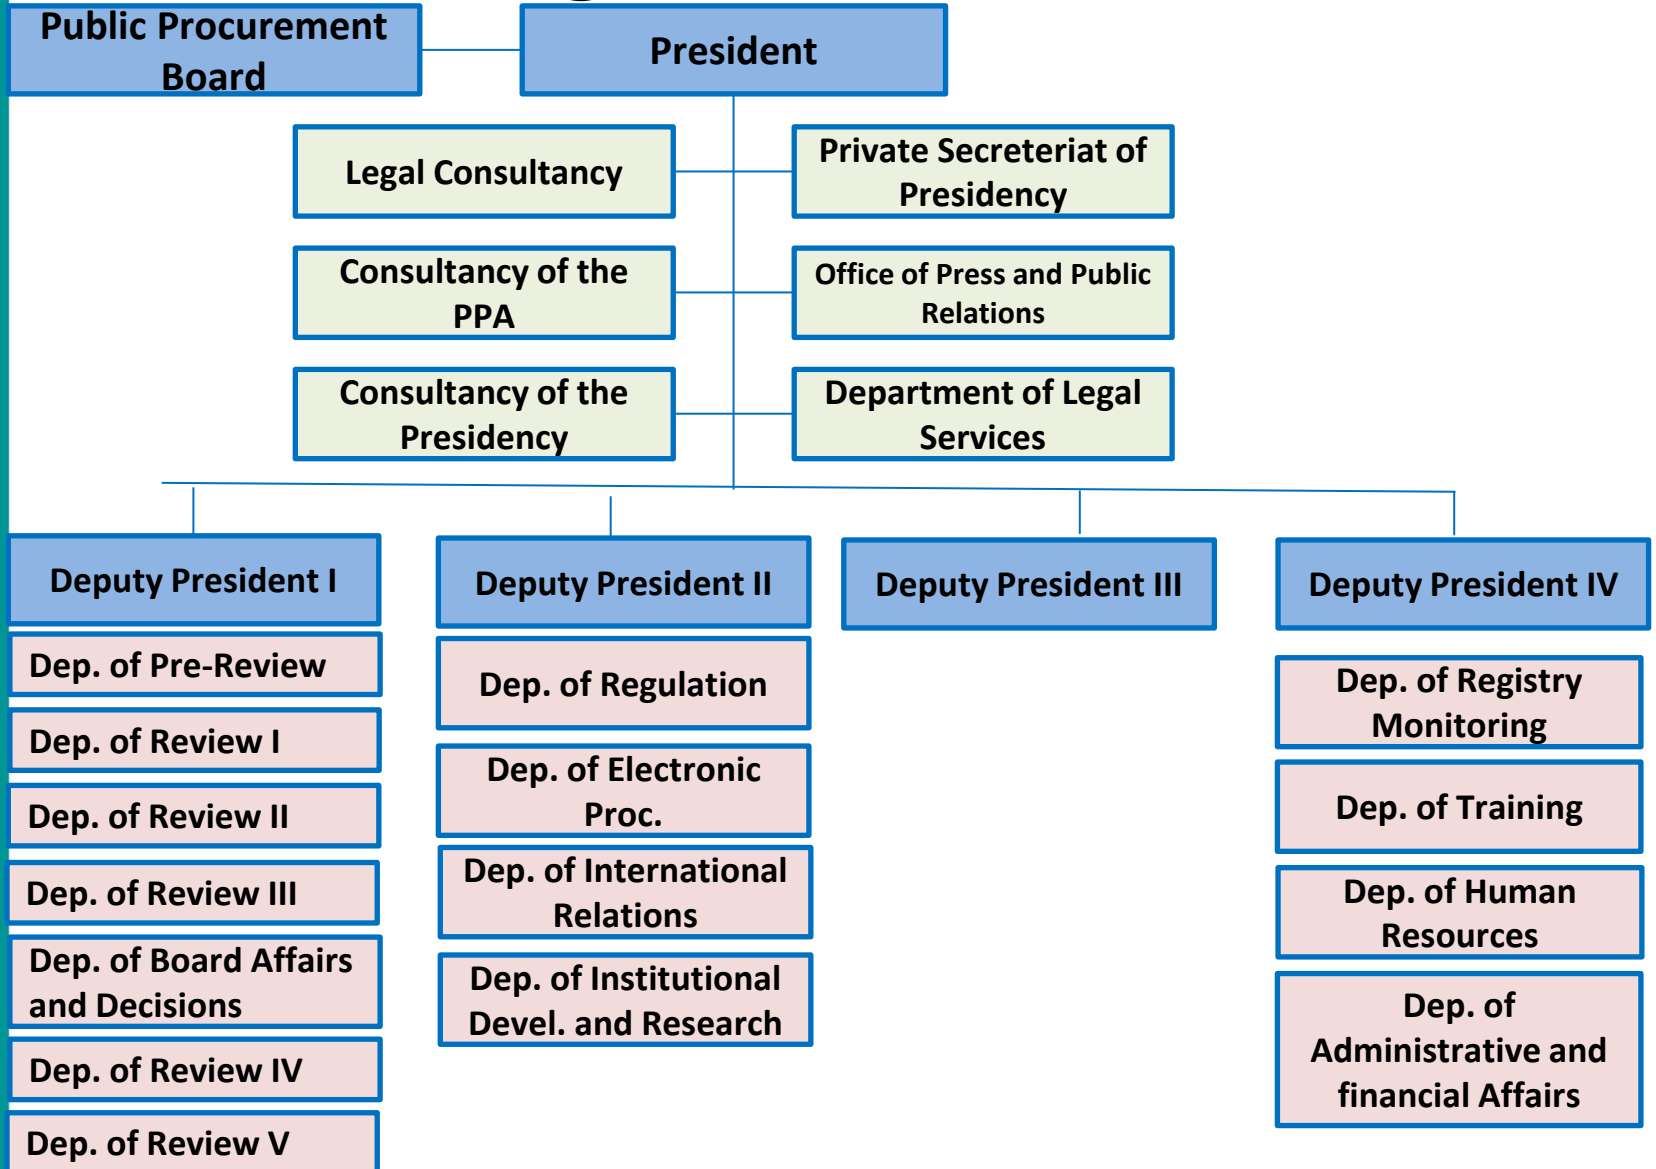 Public Procurement
Board
President
Legal Consultancy
Private Secreteriat of
Presidency
Consultancy of the
PPA
Office of Press and Public
Relations
Consultancy of the
Presidency
Department of Legal
Services
Deputy President I
Deputy President II
Deputy President III
Deputy President IV
Dep. of Pre-Review
Dep. of Review I
Dep. of Review II
Dep. of Review III
Dep. of Board Affairs
and Decisions
Dep. of Review IV
Dep. of Review V
Dep. of Regulation
Dep. of Electronic
Proc.
Dep. of International
Relations
Dep. of Institutional
Devel. and Research
Dep. of Registry
Monitoring
Dep. of Training
Dep. of Human
Resources
Dep. of
Administrative and
financial Affairs